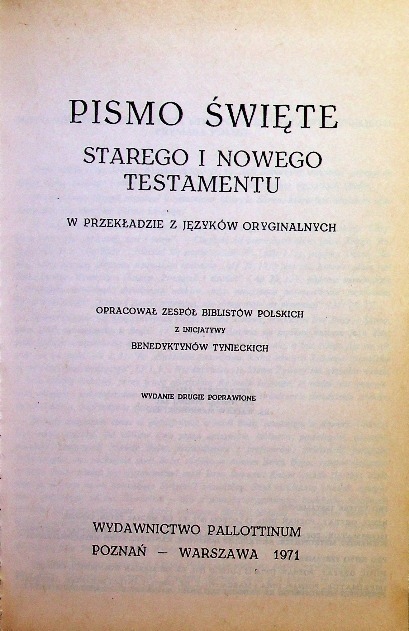 PISMO ŚWIĘTE
STAREGO I NOWEGO
TESTAMENTU
W PRZEKŁADZIE Z JĘZYKÓW ORYGINALNYCH
OPRACOWAŁ ZESPÓŁ BIBLISTÓW POLSKICH
Z INICJATYWY
BENEDYKTYNÓW TYNIECKICH
WYDANIE DRUGIE POPRAWIONE
WYDAWNICTWO PALLOTTINUM
POZNAŃ – WARSZAWA 1971